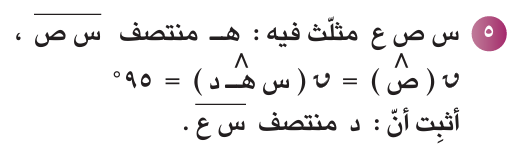 ٥ س ص ع مثلّث فيه : هـ منتصف س ص ،
ں ( ص ) = ں ( س هـ د ) = ٩٥ °
أثبِت أنّ : د منتصف س ع .